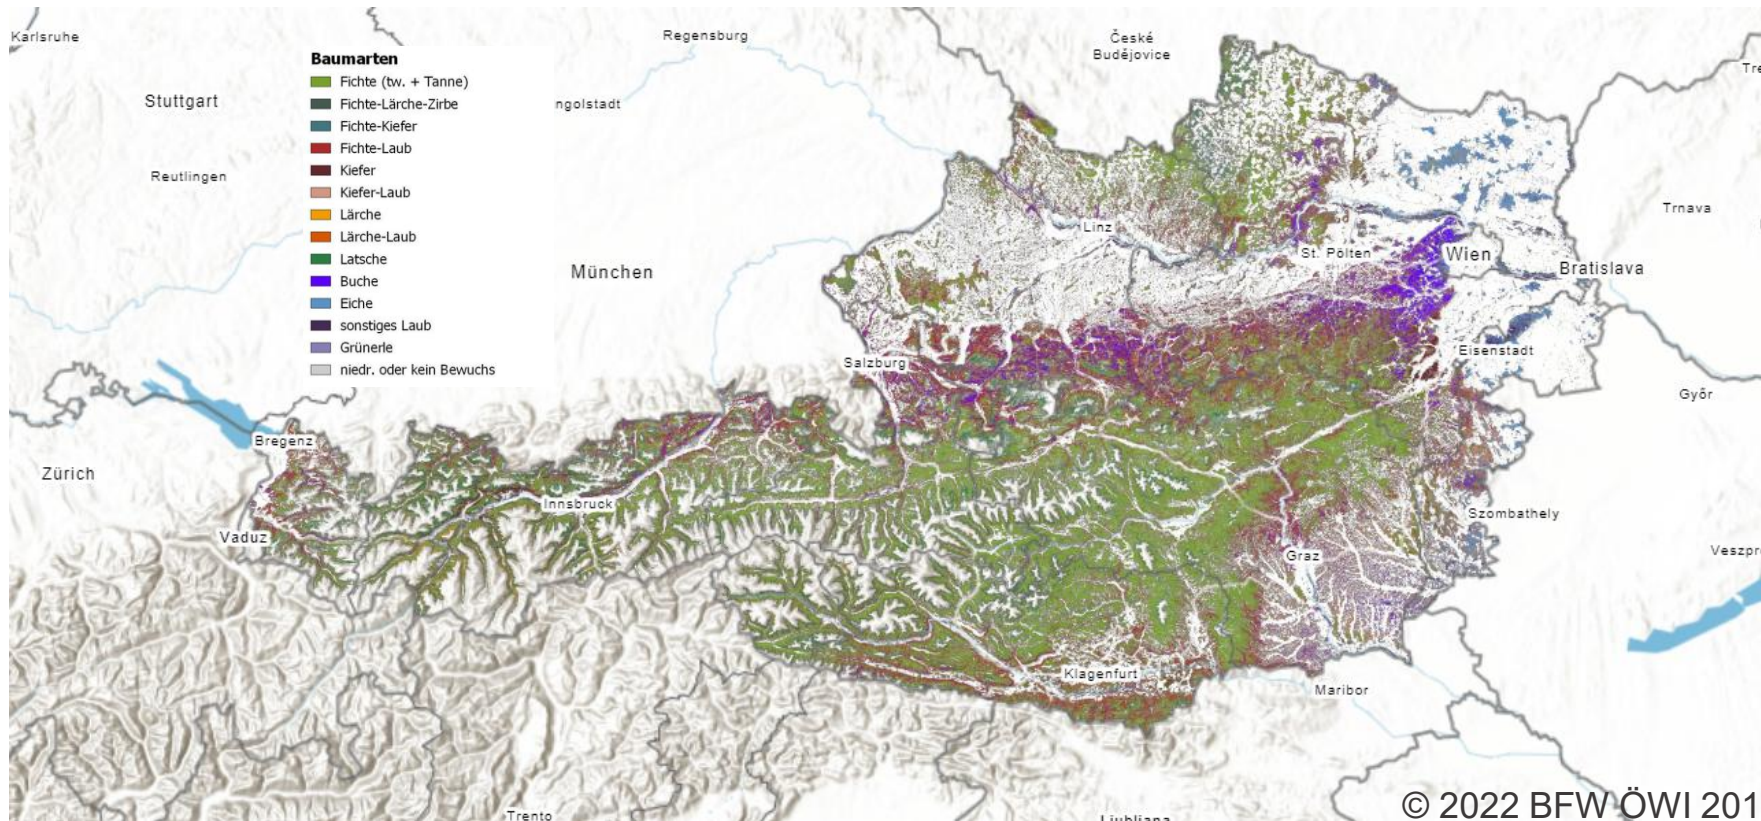 Karlsruhe
Regensburg
České
Budějovice
Tre
Baumarten
Fichte (tw. + Tanne)
Fichte-Lärche-Zirbe
Fichte-Kiefer
Fichte-Laub
Kiefer
Kiefer-Laub
Lärche
Lärche-Laub
Latsche
Buche
Eiche
sonstiges Laub
Grünerle
niedr. oder kein Bewuchs
Stuttgart
ngolstadt
Reutlingen
Trnava
Linz
St. Pölten
Wien
Bratislava
München
Salzburg
Eisenstadt
Győr
Bregenz
Zürich
Innsbruck
Vaduz
Szombathely
Graz
Veszpr
Klagenfurt
Maribor
Trento
Ljubljana
© 2022 BFW ÖWI 201